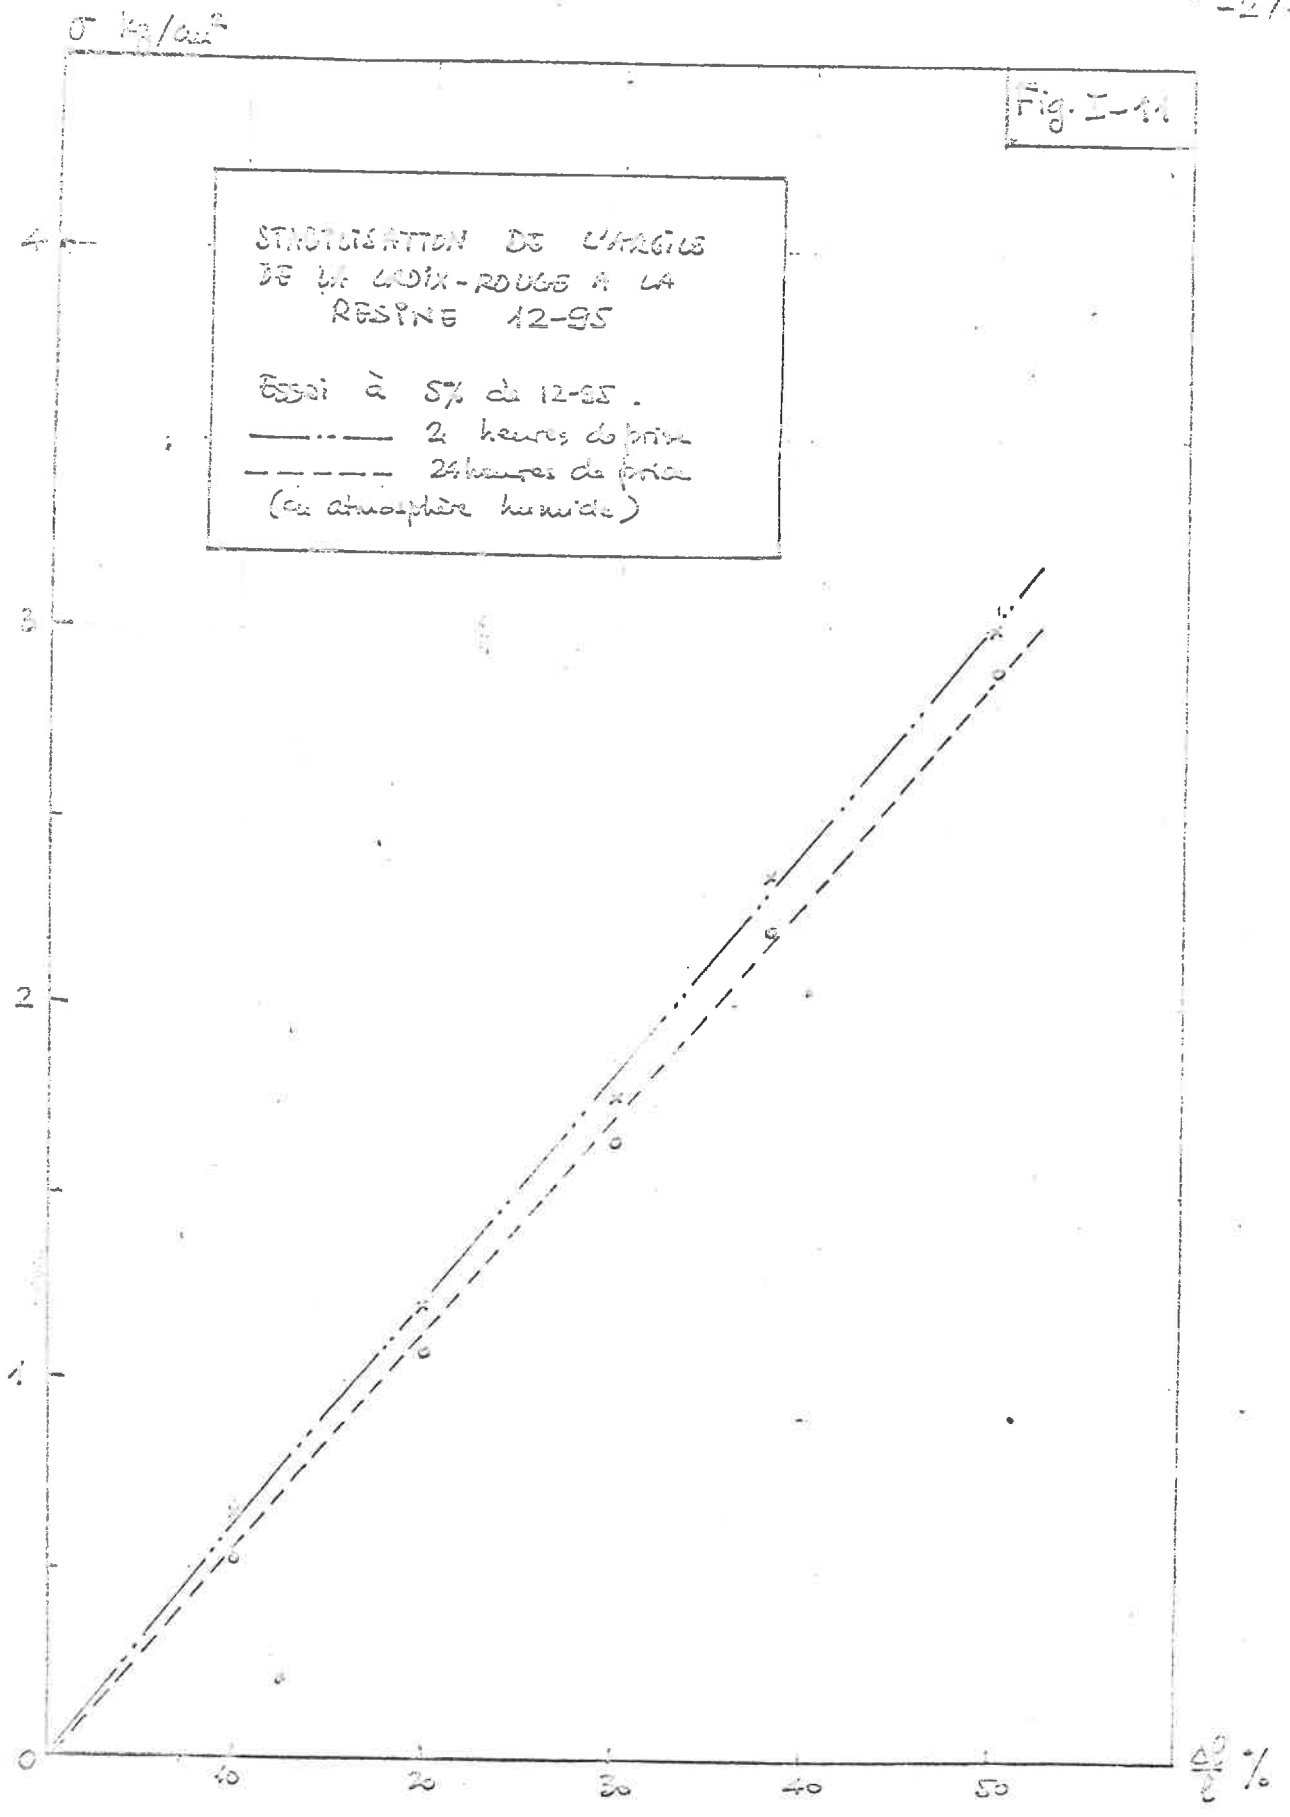 σ kg/cm²
Fig. I-11
STABILISATION DE L'ARGILE
DE LA CROIX-ROUGE A LA
RESINE 12-95
Essai à 5% de 12-95.
2 heures de prise
24 heures de prise
(en atmosphère humide)
4
3
2
1
0
10 20 30 40 50 Δl/l %